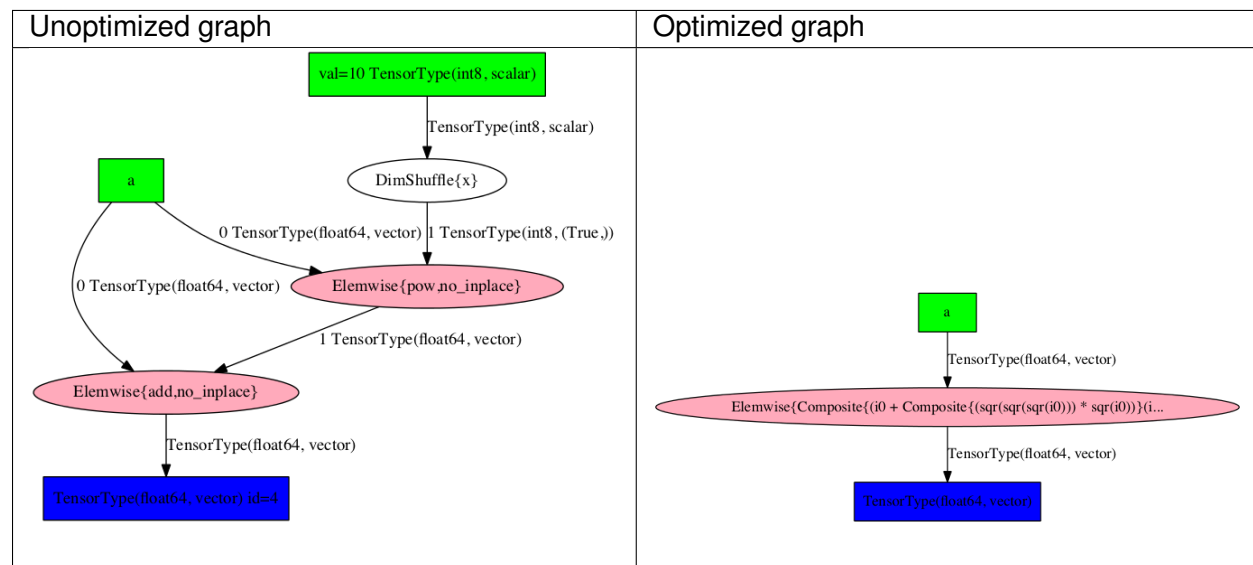 Unoptimized graph
Optimized graph
val=10 TensorType(int8, scalar)
TensorType(int8, scalar)
a
DimShuffle{x}
0 TensorType(float64, vector)
1 TensorType(int8, (True,))
0 TensorType(float64, vector)
Elemwise{pow,no_inplace}
1 TensorType(float64, vector)
Elemwise{add,no_inplace}
TensorType(float64, vector)
TensorType(float64, vector) id=4
a
TensorType(float64, vector)
Elemwise{Composite{(i0 + Composite{(sqr(sqr(sqr(i0))) * sqr(i0))}(i...
TensorType(float64, vector)
TensorType(float64, vector)